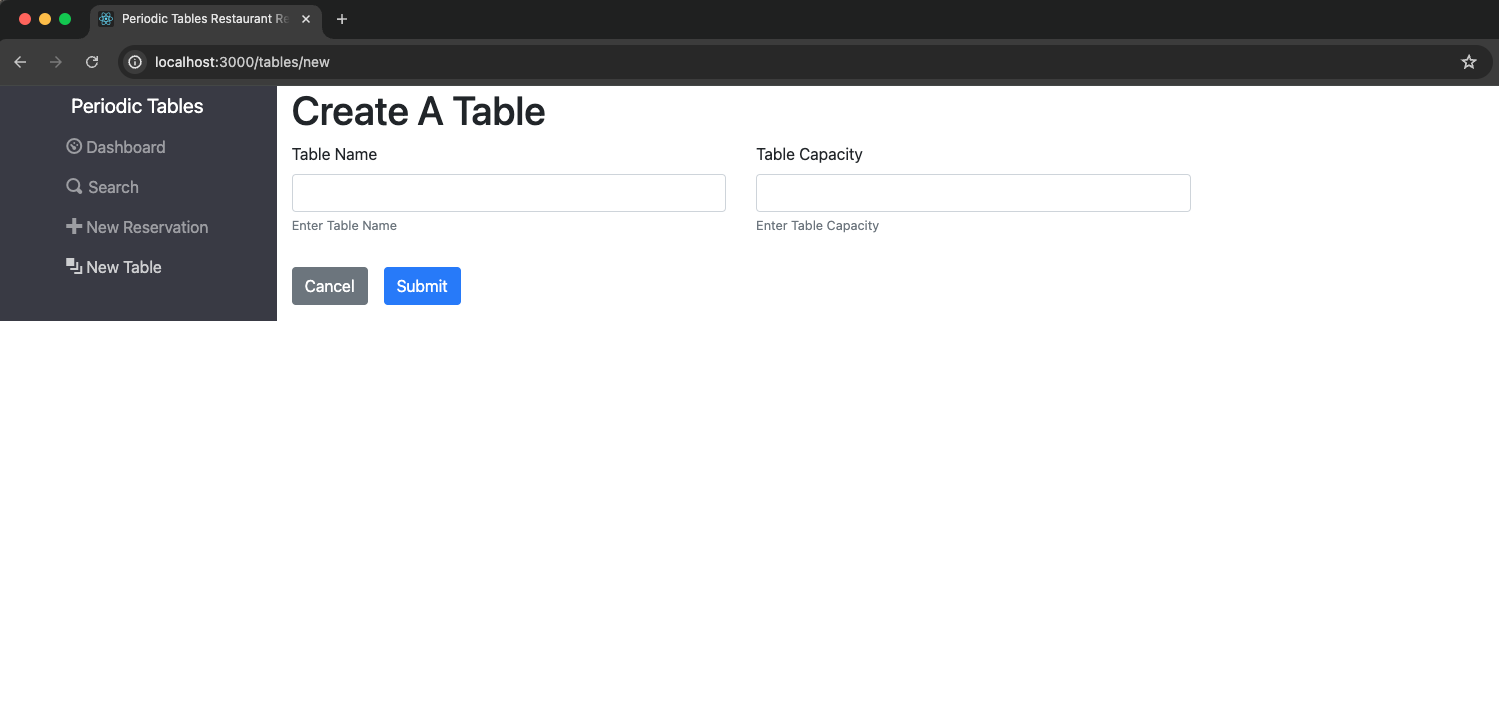 Periodic Tables Restaurant Re
localhost:3000/tables/new
Periodic Tables
Dashboard
Search
New Reservation
New Table
Create A Table
Table Name
Enter Table Name
Table Capacity
Enter Table Capacity
Cancel
Submit